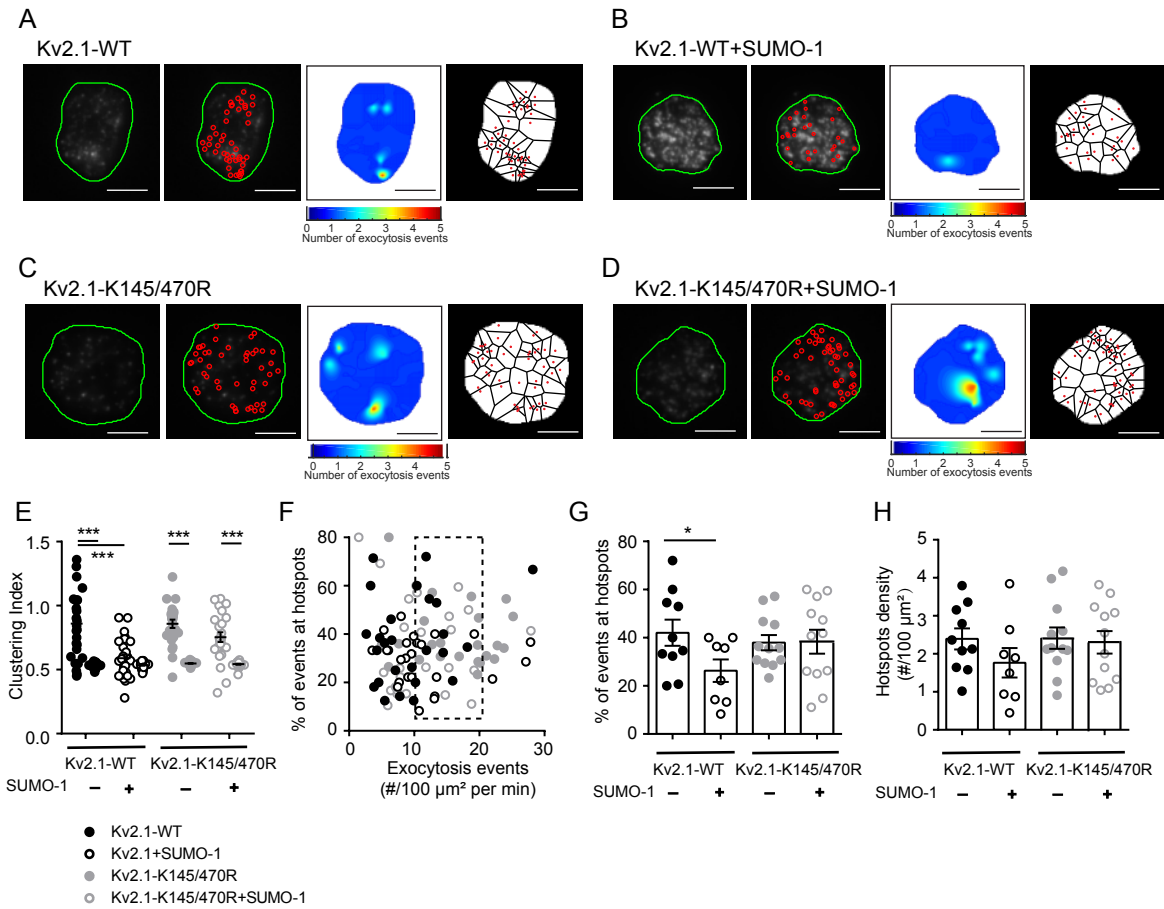 A
Kv2.1-WT
B
Kv2.1-WT+SUMO-1
0 1 2 3 4 5
Number of exocytosis events
0 1 2 3 4 5
Number of exocytosis events
C
Kv2.1-K145/470R
D
Kv2.1-K145/470R+SUMO-1
0 1 2 3 4 5
Number of exocytosis events
0 1 2 3 4 5
Number of exocytosis events
E
Clustering Index
1.5
1.0
0.5
0.0
***
***
***
***
Kv2.1-WT
Kv2.1-K145/470R
SUMO-1 − + − +
F
% of events at hotspots
80
60
40
20
0
0 10 20 30
Exocytosis events
(#/100 µm² per min)
G
% of events at hotspots
80
60
40
20
0
*
Kv2.1-WT
Kv2.1-K145/470R
− + − +
H
Hotspots density
(#/100 µm²)
5
4
3
2
1
0
Kv2.1-WT
Kv2.1-K145/470R
− + − +
Kv2.1-WT
Kv2.1+SUMO-1
Kv2.1-K145/470R
Kv2.1-K145/470R+SUMO-1